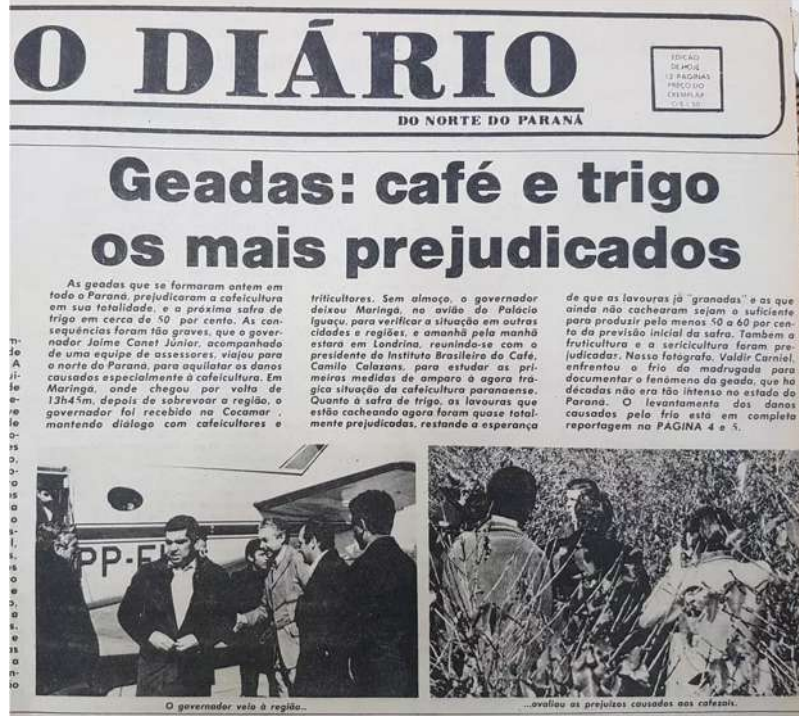 O DIÁRIO
DO NORTE DO PARANÁ
EDIÇÃO
DE HOJE
12 PÁGINAS
PREÇO DO
EXEMPLAR
Geadas: café e trigo
os mais prejudicados
As geadas que se formaram ontem em
todo o Paraná, prejudicaram a cafeicultura
em sua totalidade, e a próxima safra de
trigo em cerca de 50 por cento. As con-
seqüências foram tão graves, que o gover-
nador Jaime Canet Júnior, acompanhado
de uma equipe de assessores, viajou para
o norte do Paraná, para aquilatar os danos
causados especialmente à cafeicultura. Em
Maringá, onde chegou por volta de
13h45m, depois de sobrevoar a região, o
governador foi recebido na Cocamar,
mantendo diálogo com cafeicultores e
triticultores. Sem almoço, o governador
deixou Maringá, no avião do Palácio
Iguaçu, para verificar a situação em outras
cidades e regiões, e amanhã pela manhã
estará em Londrina, reunindo-se com o
presidente do Instituto Brasileiro do Café,
Camilo Calazans, para estudar as pri-
meiras medidas de amparo à agora trá-
gica situação da cafeicultura paranaense.
Quanto à safra de trigo, as lavouras que
estão cacheando agora foram quase total-
mente prejudicadas, restando a esperança
de que as lavouras já "granadas" e as que
ainda não cachearam sejam o suficiente
para produzir pelo menos 50 a 60 por cen-
to da previsão inicial da safra. Também a
fruticultura e a sericicultura foram pre-
judicadas. Nosso fotógrafo, Valdir Carniel,
enfrentou o frio da madrugada para
documentar o fenômeno da geada, que há
décadas não era tão intenso no estado do
Paraná. O levantamento dos danos
causados pelo frio está em completa
reportagem na PÁGINA 4 e 5.
PP-E
O governador veio à região..
...avaliou os prejuízos causados aos cafezais.